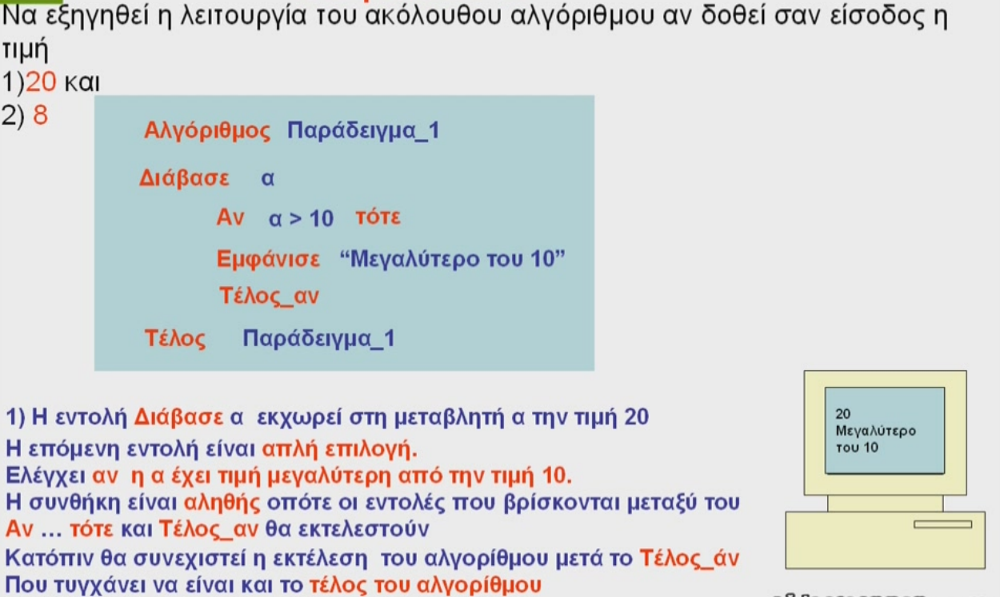 Να εξηγηθεί η λειτουργία του ακόλουθου αλγόριθμου αν δοθεί σαν είσοδος η
τιμή
1)20 και
2) 8
Αλγόριθμος Παράδειγμα_1
Διάβασε α
Αν α > 10 τότε
Εμφάνισε “Μεγαλύτερο του 10”
Τέλος_αν
Τέλος Παράδειγμα_1
1) Η εντολή Διάβασε α εκχωρεί στη μεταβλητή α την τιμή 20
Η επόμενη εντολή είναι απλή επιλογή.
Ελέγχει αν η α έχει τιμή μεγαλύτερη από την τιμή 10.
Η συνθήκη είναι αληθής οπότε οι εντολές που βρίσκονται μεταξύ του
Αν ... τότε και Τέλος_αν θα εκτελεστούν
Κατόπιν θα συνεχιστεί η εκτέλεση του αλγορίθμου μετά το Τέλος_άν
Που τυγχάνει να είναι και το τέλος του αλγορίθμου
20
Μεγαλύτερο
του 10